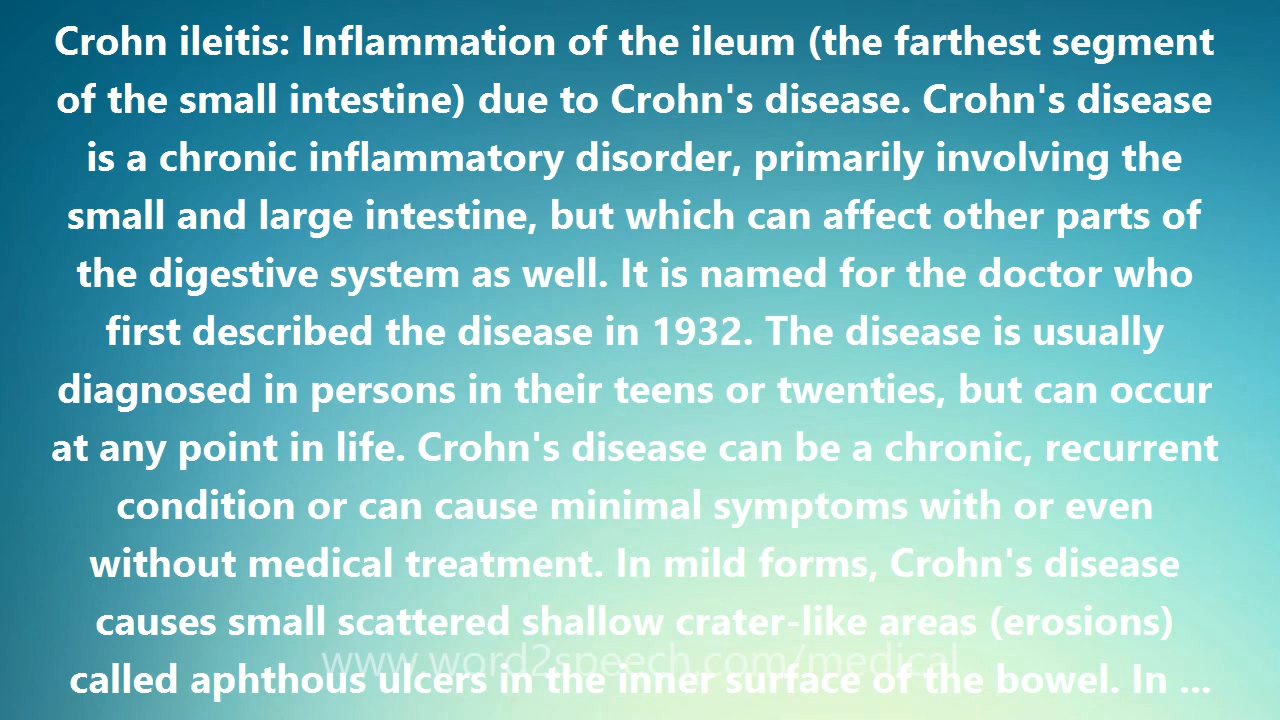 Crohn ileitis: Inflammation of the ileum (the farthest segment
of the small intestine) due to Crohn's disease. Crohn's disease
is a chronic inflammatory disorder, primarily involving the
small and large intestine, but which can affect other parts of
the digestive system as well. It is named for the doctor who
first described the disease in 1932. The disease is usually
diagnosed in persons in their teens or twenties, but can occur
at any point in life. Crohn's disease can be a chronic, recurrent
condition or can cause minimal symptoms with or even
without medical treatment. In mild forms, Crohn's disease
causes small scattered shallow crater-like areas (erosions)
www.word2speech.com/medical
called aphthous ulcers in the inner surface of the bowel. In ...